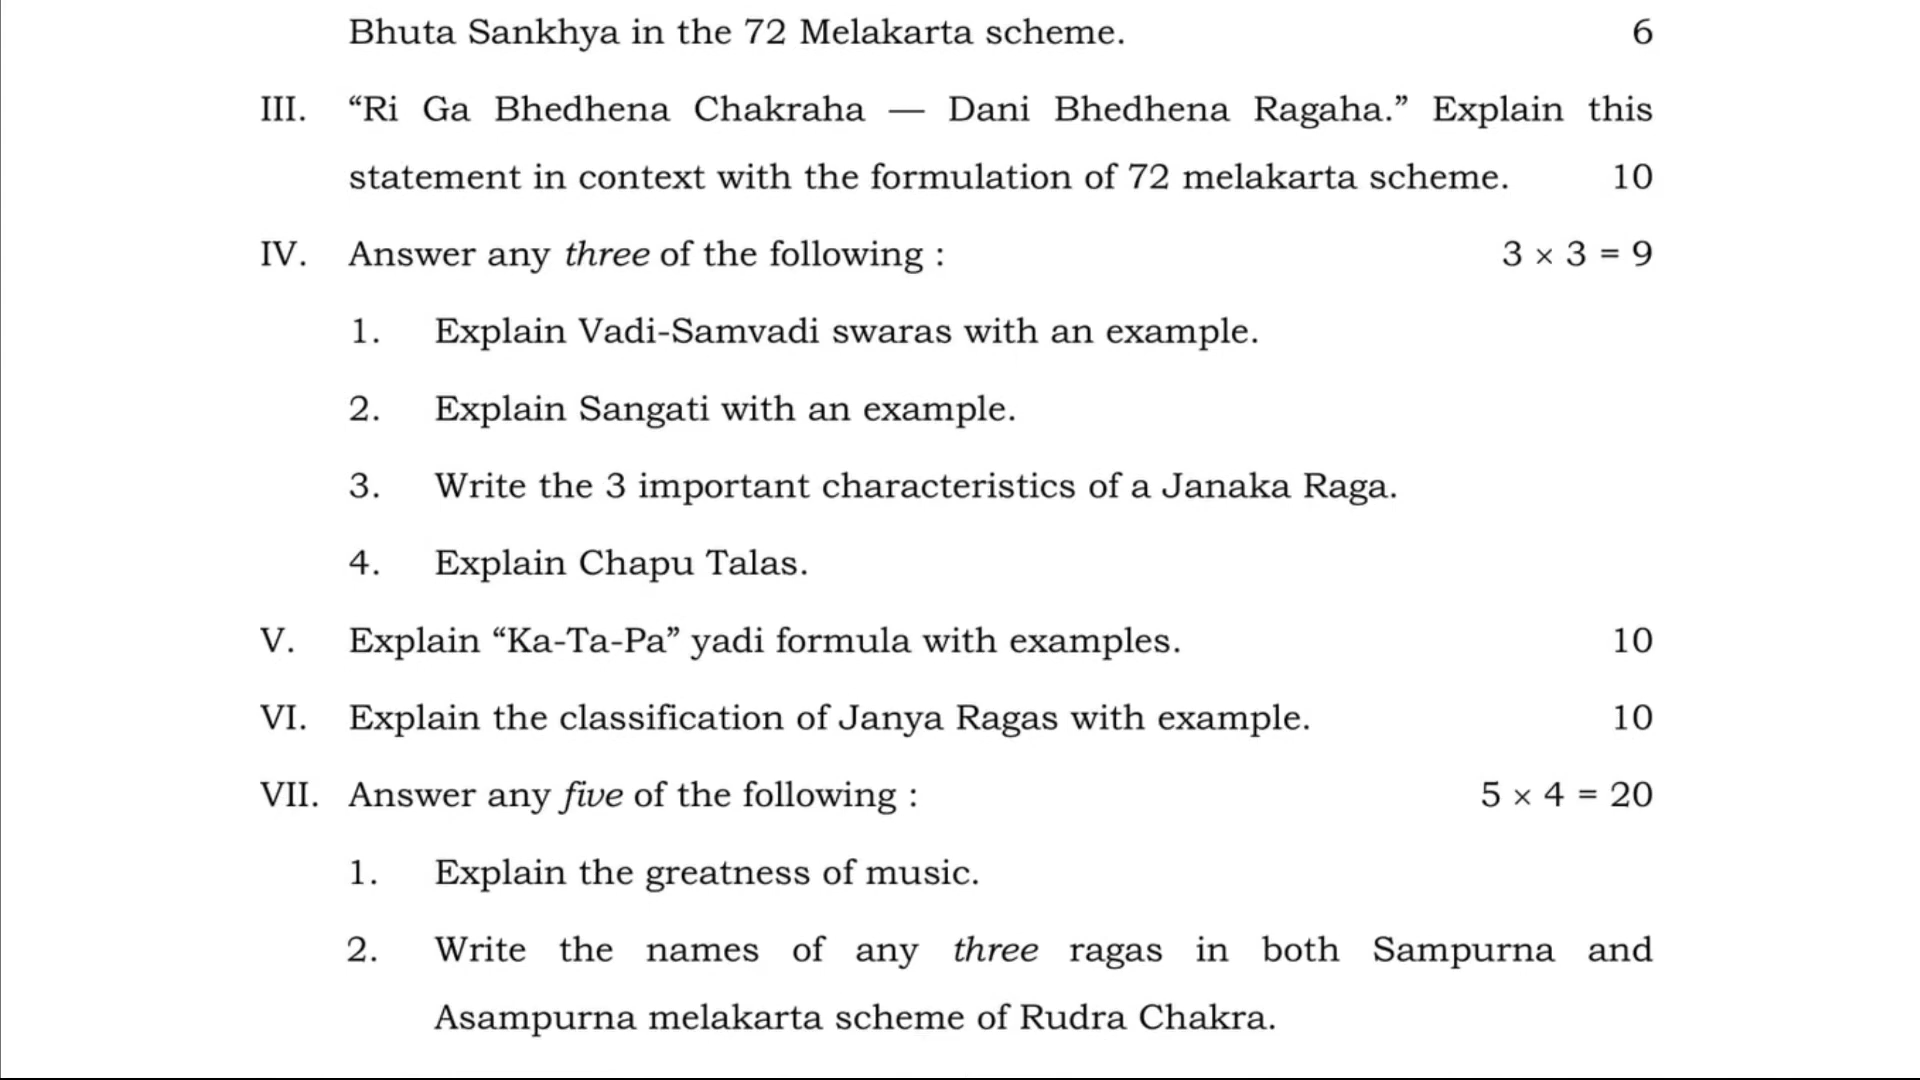 Bhuta Sankhya in the 72 Melakarta scheme. 6
III. “Ri Ga Bhedhena Chakraha — Dani Bhedhena Ragaha.” Explain this
statement in context with the formulation of 72 melakarta scheme. 10
IV. Answer any three of the following : 3 × 3 = 9
1. Explain Vadi-Samvadi swaras with an example.
2. Explain Sangati with an example.
3. Write the 3 important characteristics of a Janaka Raga.
4. Explain Chapu Talas.
V. Explain “Ka-Ta-Pa” yadi formula with examples. 10
VI. Explain the classification of Janya Ragas with example. 10
VII. Answer any five of the following : 5 × 4 = 20
1. Explain the greatness of music.
2. Write the names of any three ragas in both Sampurna and
Asampurna melakarta scheme of Rudra Chakra.